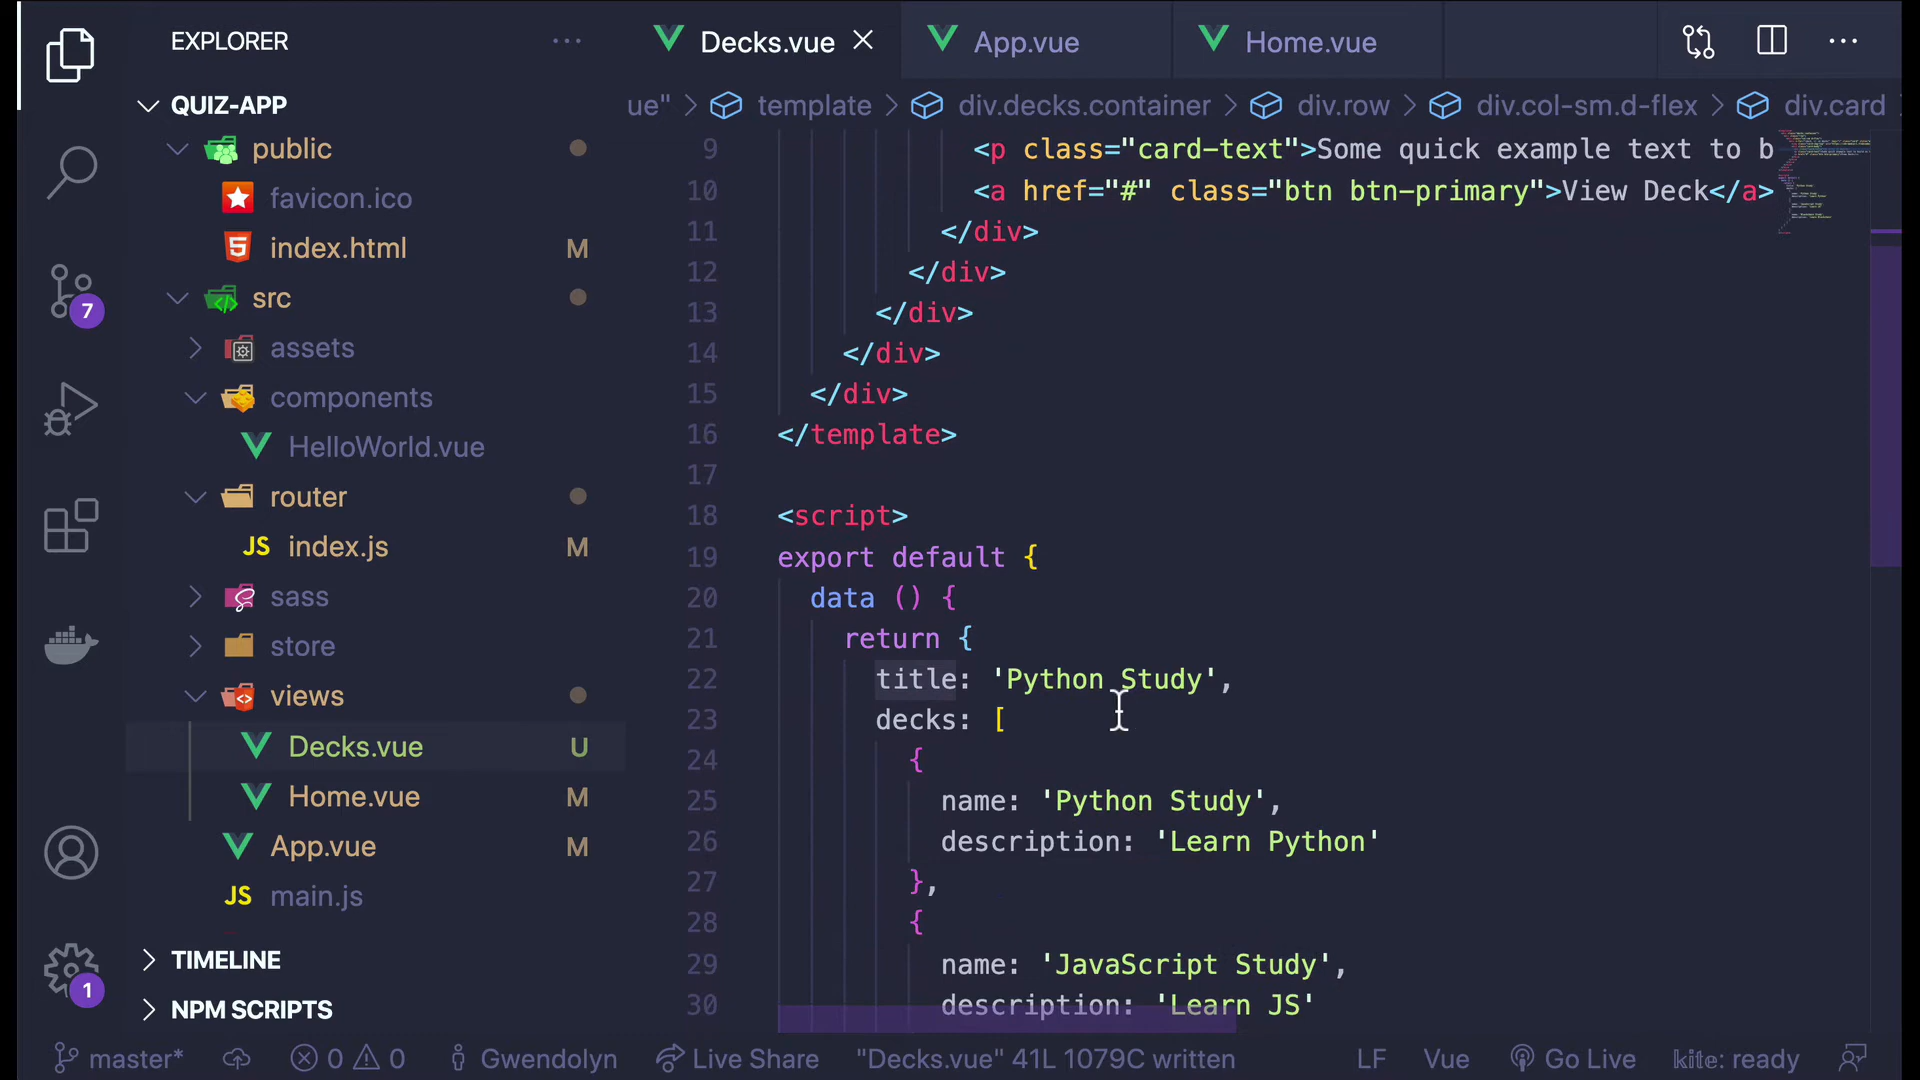 EXPLORER
QUIZ-APP
public
favicon.ico
index.html M
src
assets
components
HelloWorld.vue
router
JS index.js M
sass
store
views
Decks.vue U
Home.vue M
App.vue M
JS main.js
TIMELINE
NPM SCRIPTS
7
1
Decks.vue
App.vue
Home.vue
ue" > template > div.decks.container > div.row > div.col-sm.d-flex > div.card
9 <p class="card-text">Some quick example text to b
10 <a href="#" class="btn btn-primary">View Deck</a>
11 </div>
12 </div>
13 </div>
14 </div>
15 </div>
16 </template>
17
18 <script>
19 export default {
20 data () {
21 return {
22 title: 'Python Study',
23 decks: [
24 {
25 name: 'Python Study',
26 description: 'Learn Python'
27 },
28 {
29 name: 'JavaScript Study',
30 description: 'Learn JS'
master* 0 0 Gwendolyn Live Share "Decks.vue" 41L 1079C written LF Vue Go Live kite: ready